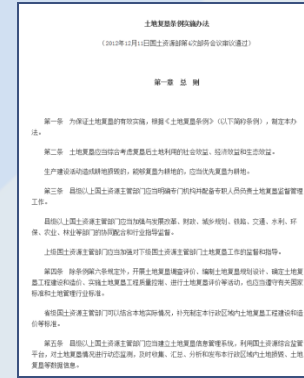 土地复垦条例实施办法
（2012年12月11日国土资源部第4次部务会议审议通过）
第一章 总 则
第一条 为保证土地复垦的有效实施，根据《土地复垦条例》（以下简称条例），制定本办
法。
第二条 土地复垦应当综合考虑复垦后土地利用的社会效益、经济效益和生态效益。
生产建设活动造成耕地损毁的，能够复垦为耕地的，应当优先复垦为耕地。
第三条 县级以上国土资源主管部门应当明确专门机构并配备专职人员负责土地复垦监督管理
工作。
县级以上国土资源主管部门应当加强与发展改革、财政、城乡规划、铁路、交通、水利、环
保、农业、林业等部门的协同配合和行业指导监督。
上级国土资源主管部门应当加强对下级国土资源主管部门土地复垦工作的监督和指导。
第四条 除条例第六条规定外，开展土地复垦调查评价、编制土地复垦规划设计、确定土地复
垦工程建设和造价、实施土地复垦工程质量控制、进行土地复垦评价等活动，也应当遵守有关国家
标准和土地管理行业标准。
省级国土资源主管部门可以结合本地实际情况，补充制定本行政区域内土地复垦工程建设和造
价等标准。
第五条 县级以上国土资源主管部门应当建立土地复垦信息管理系统，利用国土资源综合监管
平台，对土地复垦情况进行动态监测，及时收集、汇总、分析和发布本行政区域内土地损毁、土地
复垦等数据信息。